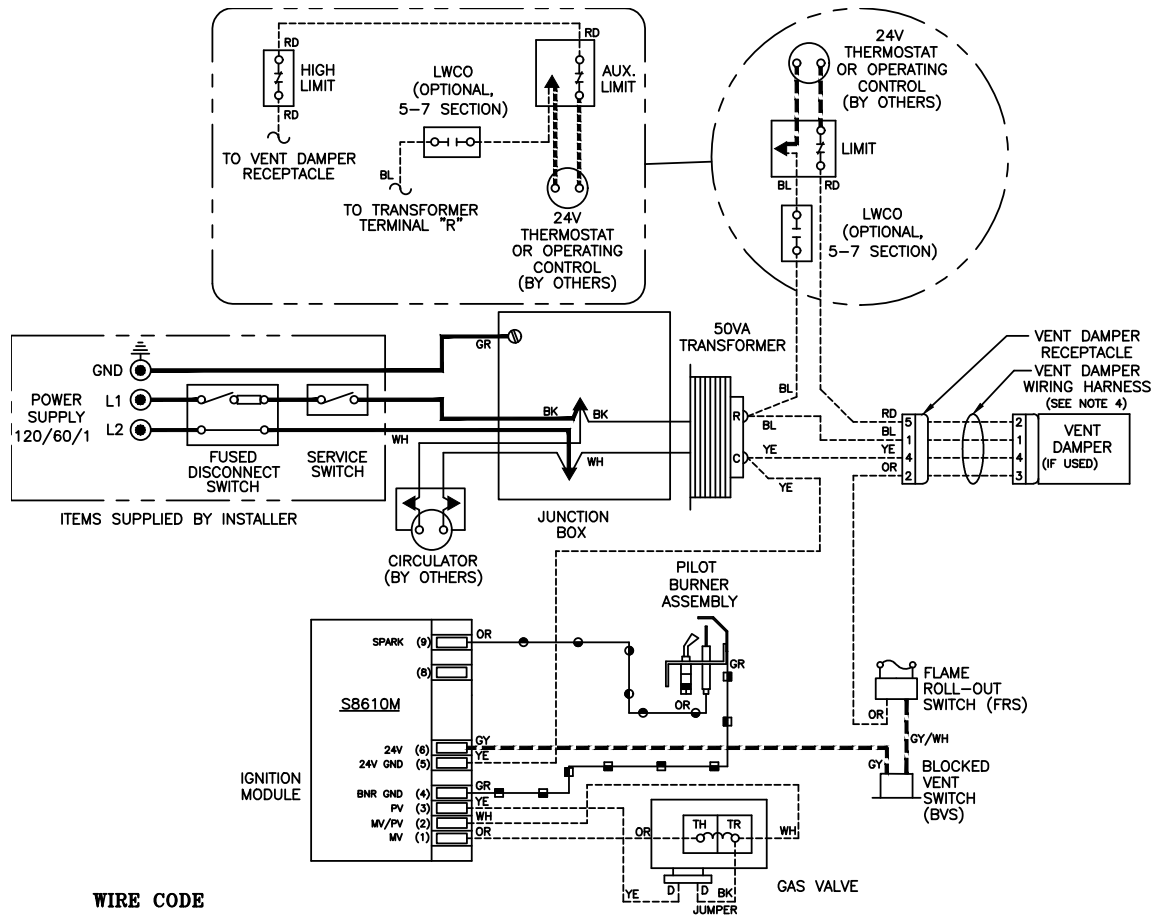 RD
HIGH
LIMIT
RD
TO VENT DAMPER
RECEPTACLE
LWCO
(OPTIONAL,
5-7 SECTION)
BL
TO TRANSFORMER
TERMINAL "R"
RD
AUX.
LIMIT
24V
THERMOSTAT
OR OPERATING
CONTROL
(BY OTHERS)
24V
THERMOSTAT
OR OPERATING
CONTROL
(BY OTHERS)
LIMIT
BL
RD
LWCO
(OPTIONAL,
5-7 SECTION)
POWER
SUPPLY
120/60/1
GND
L1
L2
FUSED
DISCONNECT
SWITCH
SERVICE
SWITCH
ITEMS SUPPLIED BY INSTALLER
GR
BK
BK
WH
WH
JUNCTION
BOX
CIRCULATOR
(BY OTHERS)
50VA
TRANSFORMER
R
C
BL
BL
YE
YE
VENT DAMPER
RECEPTACLE
VENT DAMPER
WIRING HARNESS
(SEE NOTE 4)
RD
BL
YE
OR
5
1
4
2
2
1
4
3
VENT
DAMPER
(IF USED)
PILOT
BURNER
ASSEMBLY
GR
OR
FLAME
ROLL-OUT
SWITCH (FRS)
OR
GY/WH
GY
BLOCKED
VENT
SWITCH
(BVS)
IGNITION
MODULE
S8610M
SPARK (9)
(8)
24V (6)
24V GND (5)
BNR GND (4)
PV (3)
MV/PV (2)
MV (1)
OR
GY
YE
GR
YE
WH
OR
OR
TH
TR
WH
YE
D
D
BK
JUMPER
GAS VALVE
WIRE CODE